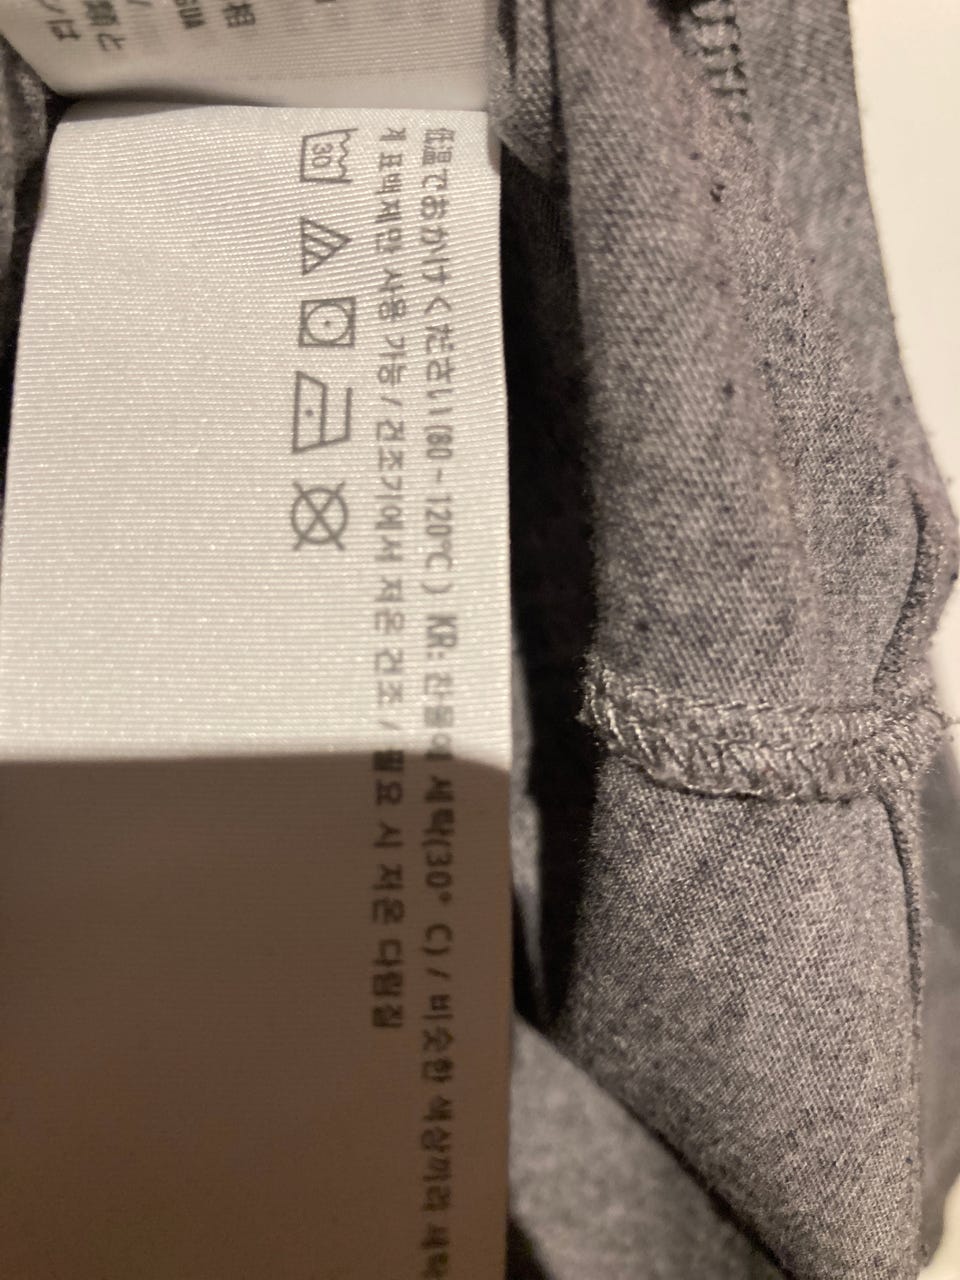 低温でおかけください(80~120℃) KR: 찬물에 세탁(30° C) / 비슷한 색상끼리 세탁
계 표백제만 사용 가능 / 건조기에서 저온 건조 / 필요 시 저온 다림질
30